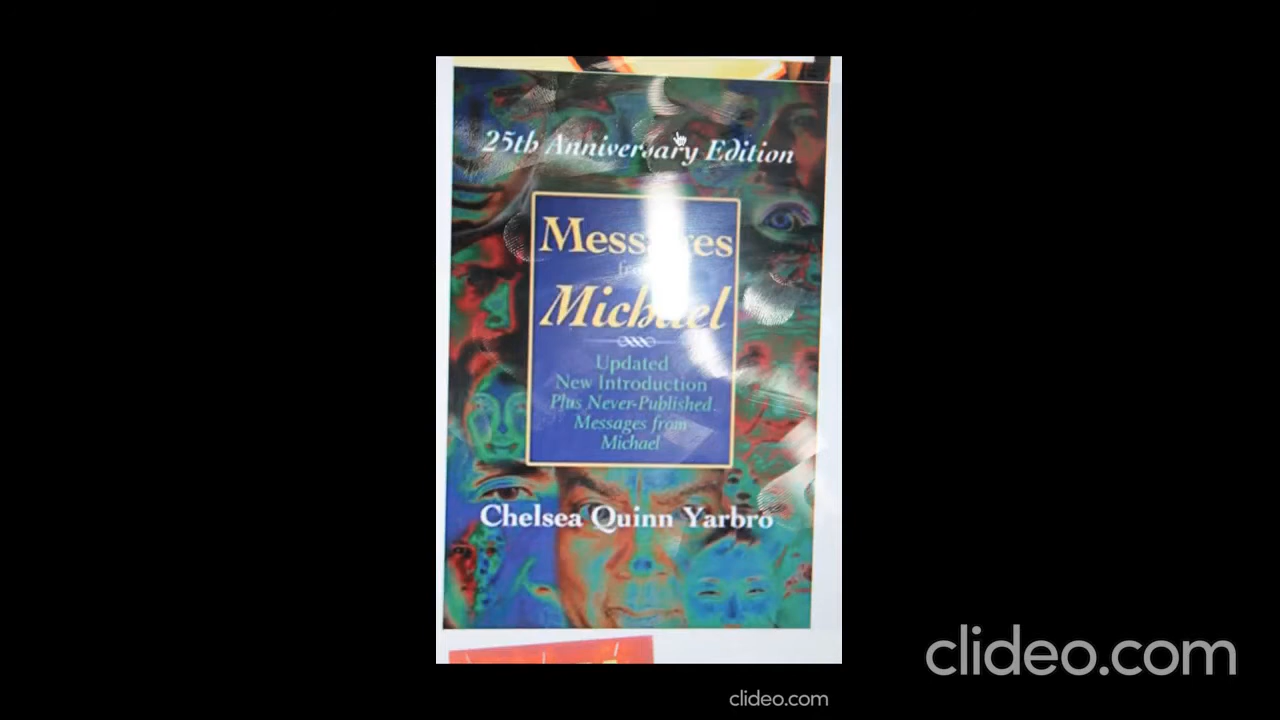 25th Anniversary Edition
Messages
from
Michael
Updated
New Introduction
Plus Never-Published
Messages from
Michael
Chelsea Quinn Yarbro
clideo.com
clideo.com